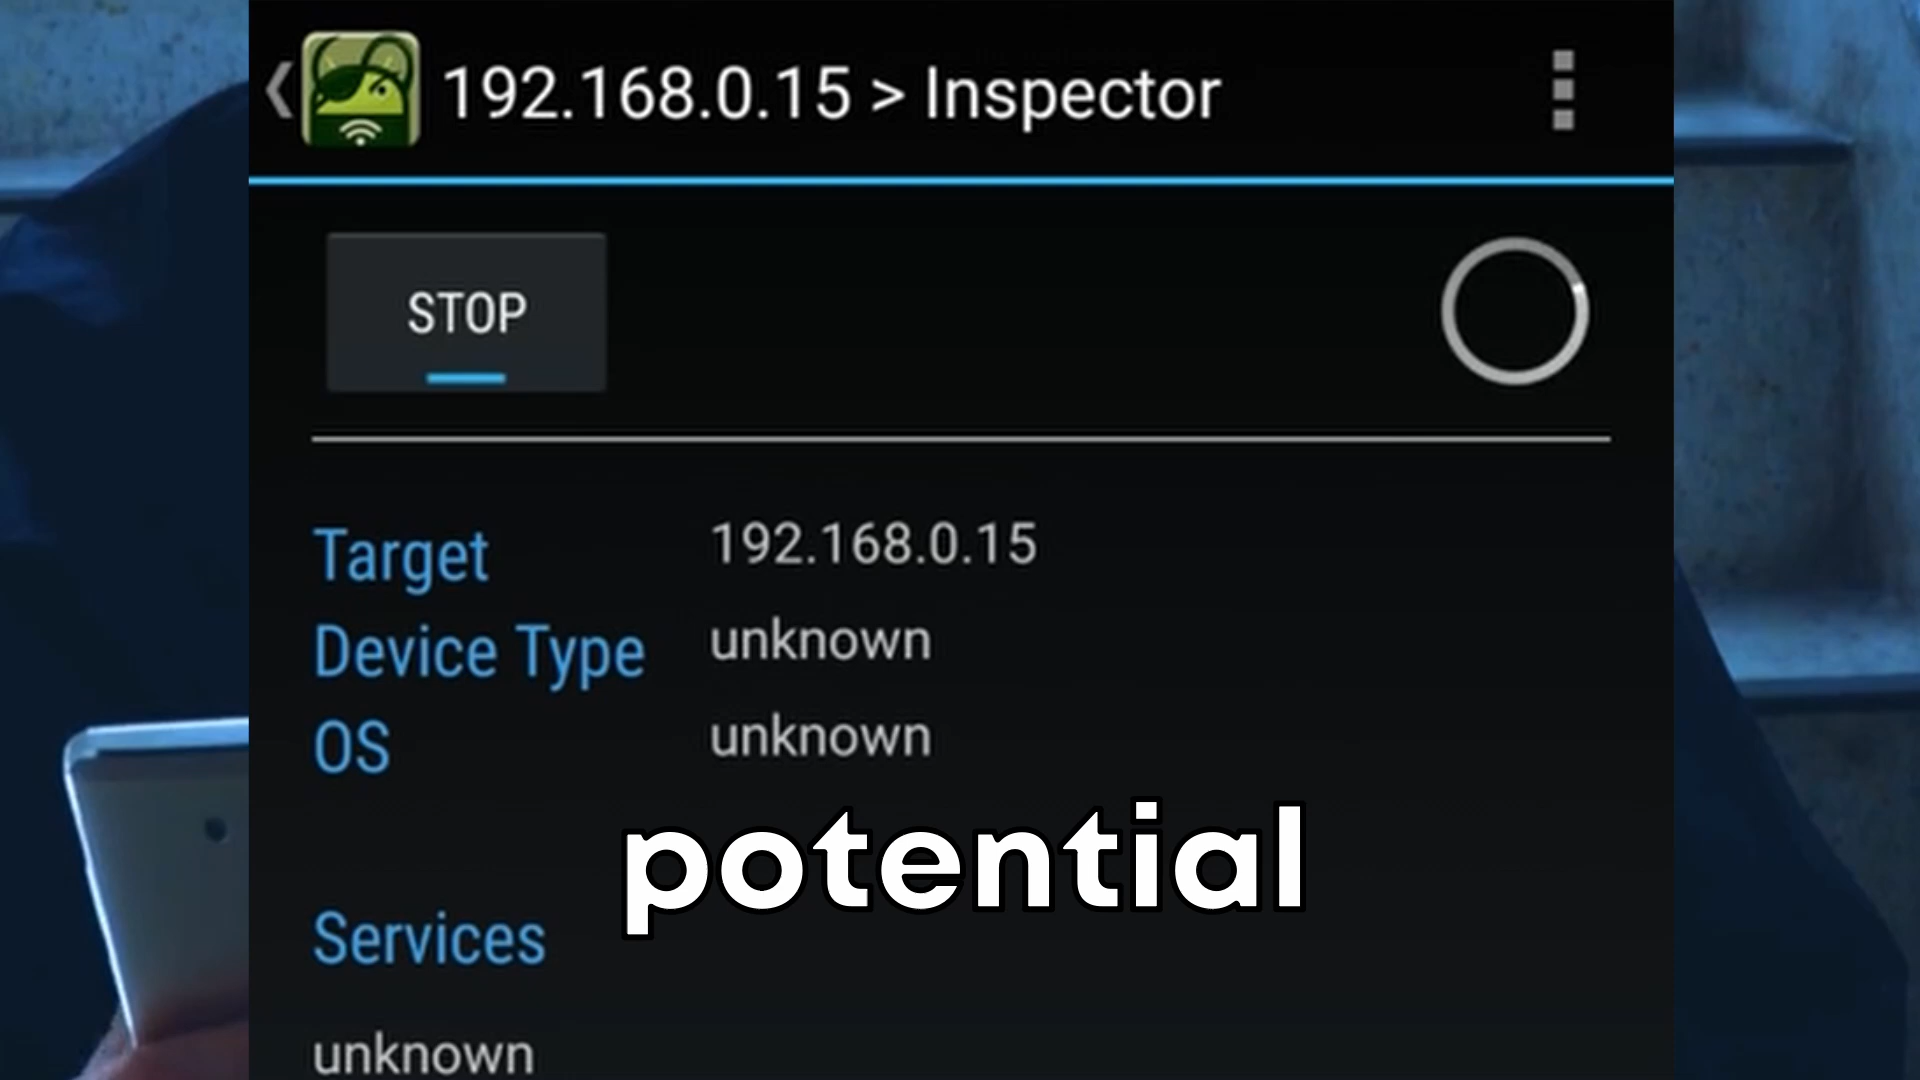 192.168.0.15 > Inspector
STOP
Target 192.168.0.15
Device Type unknown
OS unknown
potential
Services
unknown